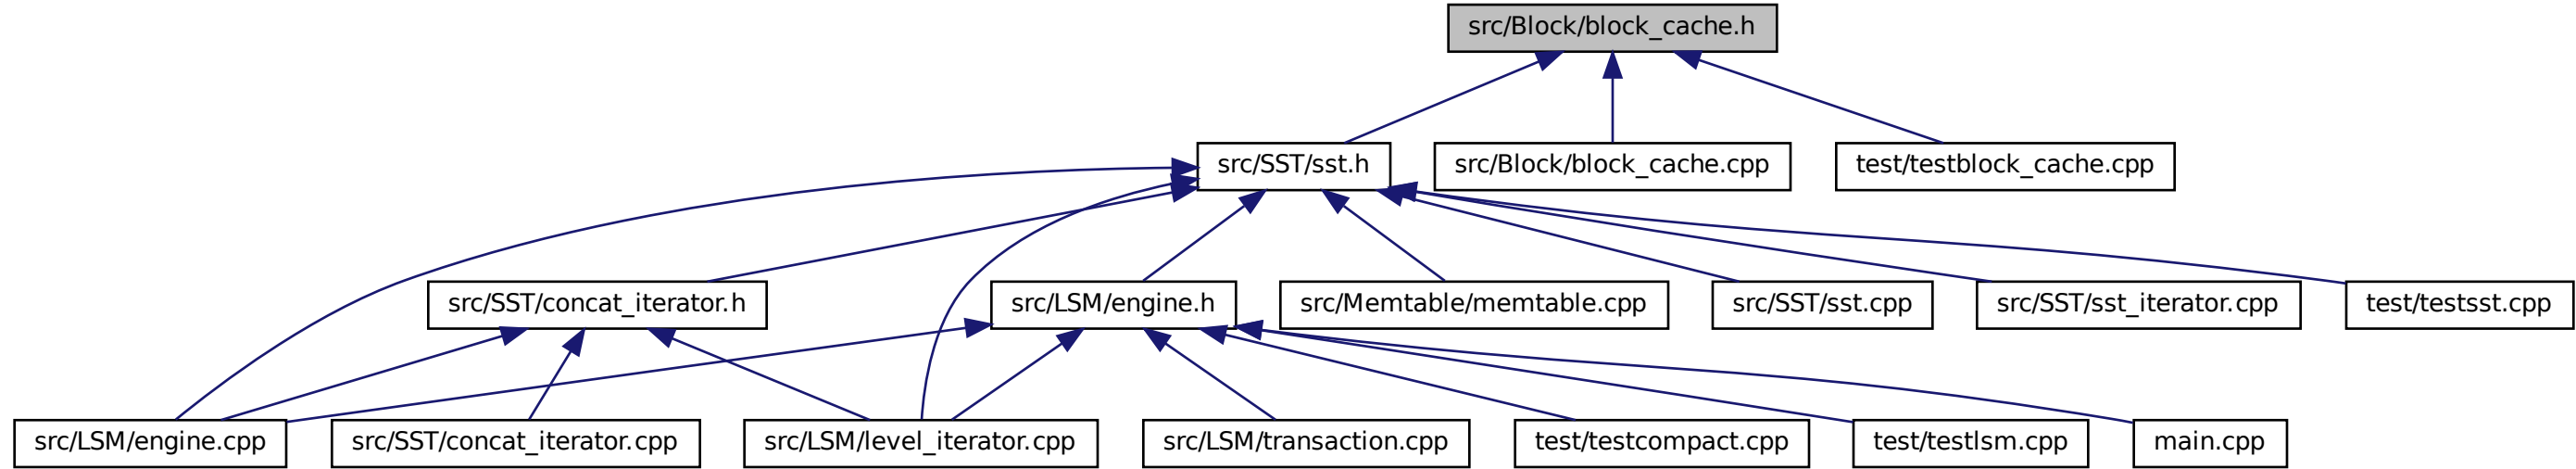 src/Block/block_cache.h
src/SST/sst.h
src/Block/block_cache.cpp
test/testblock_cache.cpp
src/SST/concat_iterator.h
src/LSM/engine.h
src/Memtable/memtable.cpp
src/SST/sst.cpp
src/SST/sst_iterator.cpp
test/testsst.cpp
src/LSM/engine.cpp
src/SST/concat_iterator.cpp
src/LSM/level_iterator.cpp
src/LSM/transaction.cpp
test/testcompact.cpp
test/testlsm.cpp
main.cpp